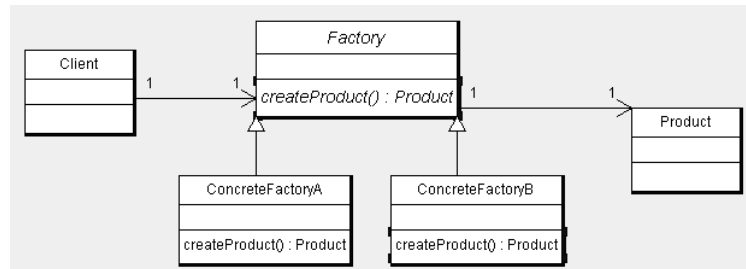 Factory
Client
1
1
createProduct() : Product
1
1
Product
ConcreteFactoryA
ConcreteFactoryB
createProduct() : Product
createProduct() : Product